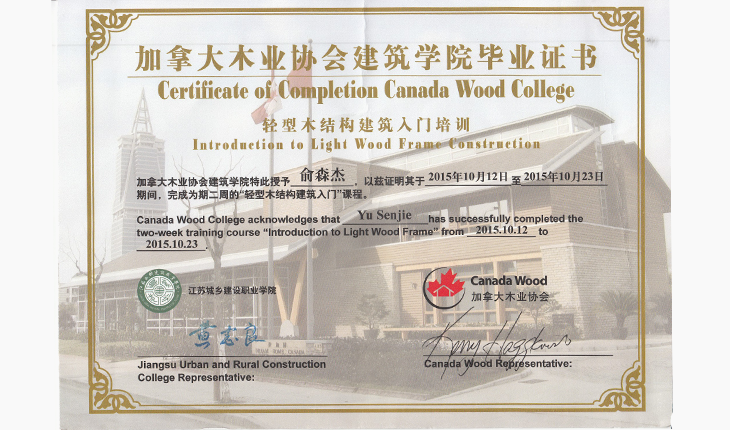 加拿大木业协会建筑学院毕业证书
Certificate of Completion Canada Wood College
轻型木结构建筑入门培训
Introduction to Light Wood Frame Construction
加拿大木业协会建筑学院特此授予 俞森杰 ，以兹证明其于 2015年10月12日 至 2015年10月23日
期间，完成为期二周的“轻型木结构建筑入门”课程。
Canada Wood College acknowledges that Yu Senjie has successfully completed the
two-week training course “Introduction to Light Wood Frame” from 2015.10.12 to
2015.10.23 .
江苏城乡建设职业学院
Canada Wood
加拿大木业协会
Jiangsu Urban and Rural Construction
College Representative:
Canada Wood Representative: